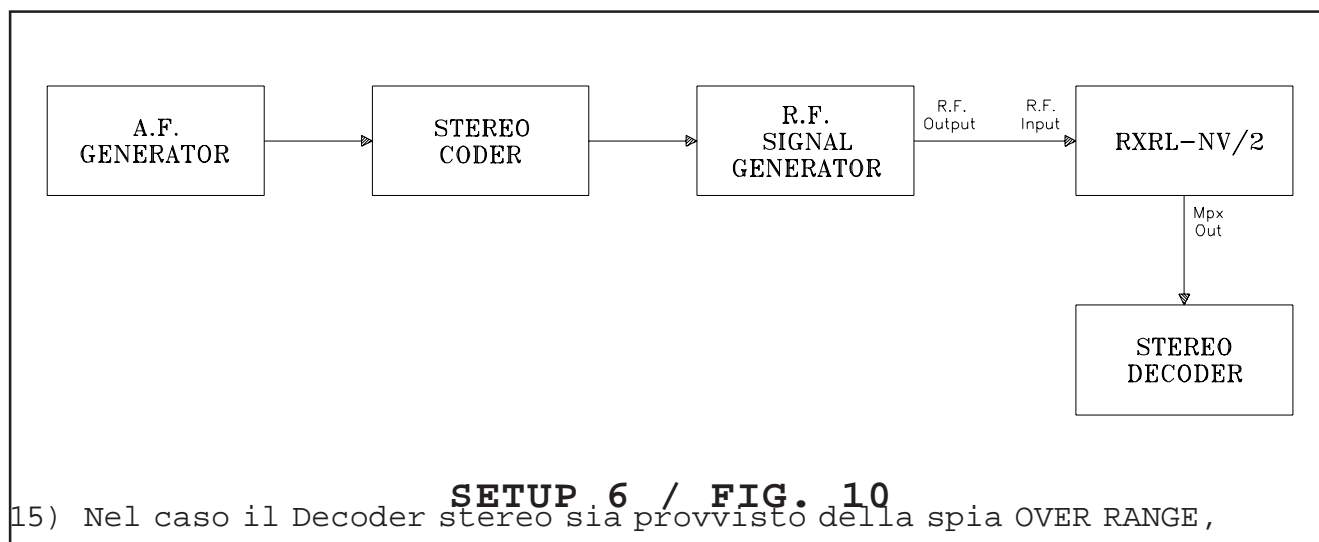 A.F.
GENERATOR
STEREO
CODER
R.F.
SIGNAL
GENERATOR
R.F.
Output
R.F.
Input
RXRL-NV/2
Mpx
Out
STEREO
DECODER
SETUP 6 / FIG. 10
15) Nel caso il Decoder stereo sia provvisto della spia OVER RANGE,